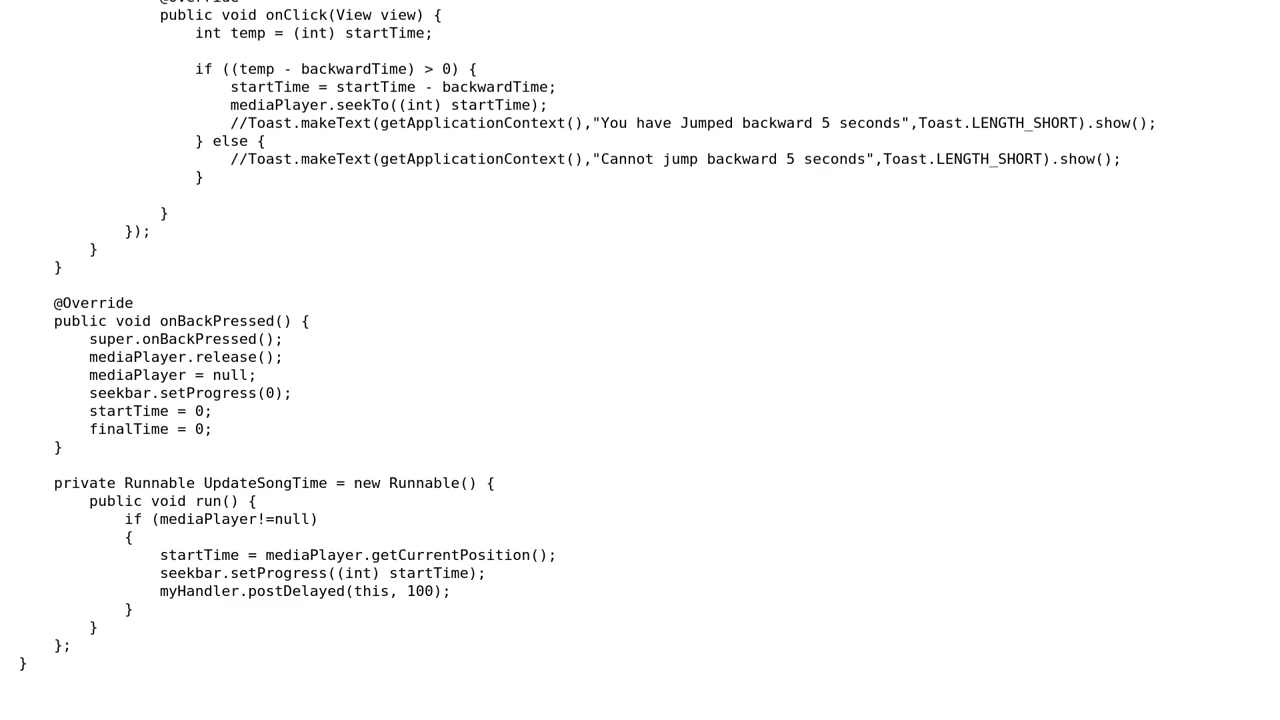 @Override
public void onClick(View view) {
int temp = (int) startTime;
if ((temp - backwardTime) > 0) {
startTime = startTime - backwardTime;
mediaPlayer.seekTo((int) startTime);
//Toast.makeText(getApplicationContext(),"You have Jumped backward 5 seconds",Toast.LENGTH_SHORT).show();
} else {
//Toast.makeText(getApplicationContext(),"Cannot jump backward 5 seconds",Toast.LENGTH_SHORT).show();
}
}
});
}
}
@Override
public void onBackPressed() {
super.onBackPressed();
mediaPlayer.release();
mediaPlayer = null;
seekbar.setProgress(0);
startTime = 0;
finalTime = 0;
}
private Runnable UpdateSongTime = new Runnable() {
public void run() {
if (mediaPlayer!=null)
{
startTime = mediaPlayer.getCurrentPosition();
seekbar.setProgress((int) startTime);
myHandler.postDelayed(this, 100);
}
}
};
}